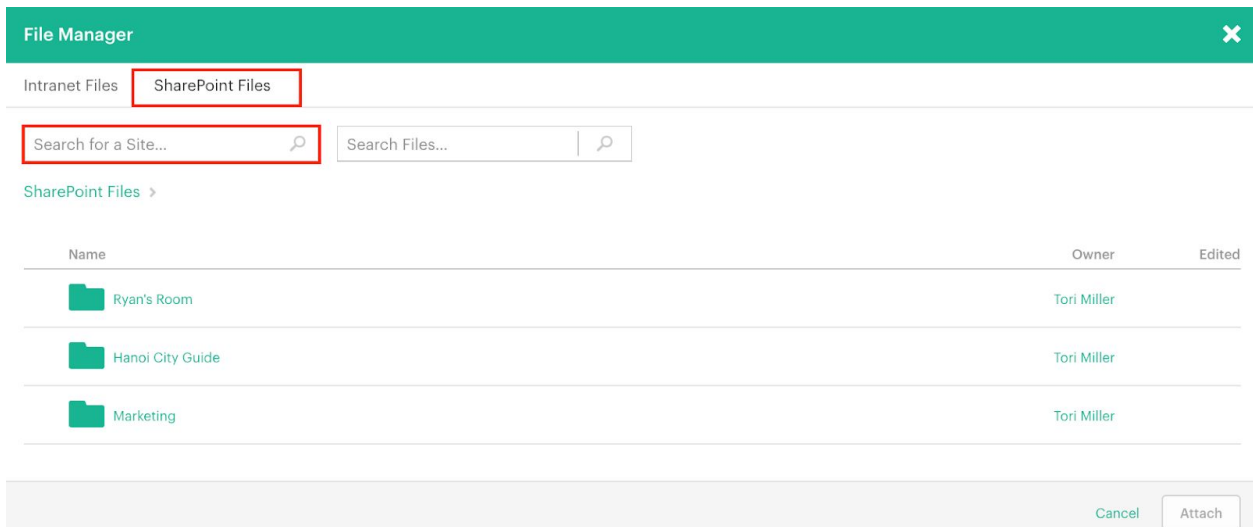 File Manager
Intranet Files SharePoint Files
Search for a Site... Search Files...
SharePoint Files >
Name Owner Edited
Ryan's Room Tori Miller
Hanoi City Guide Tori Miller
Marketing Tori Miller
Cancel Attach